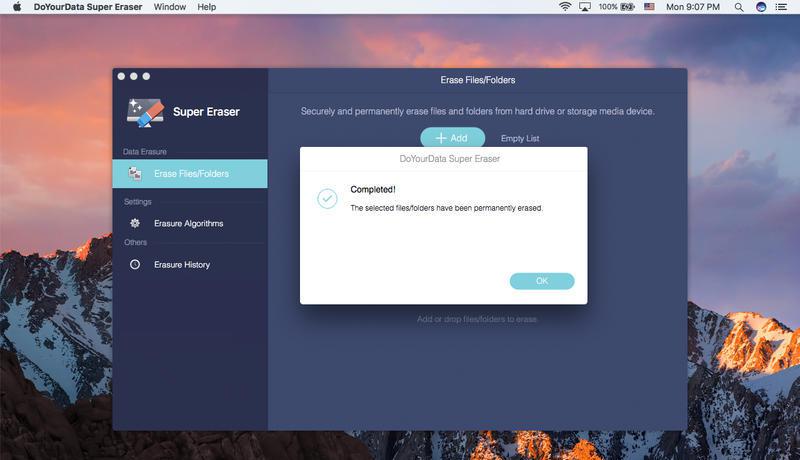 DoYourData Super Eraser Window Help 100% Mon 9:07 PM
Erase Files/Folders
Super Eraser
Securely and permanently erase files and folders from hard drive or storage media device.
Add Empty List
Data Erasure
Erase Files/Folders
Settings
Erasure Algorithms
Others
Erasure History
DoYourData Super Eraser
Completed!
The selected files/folders have been permanently erased.
OK
Add or drop files/folders to erase.